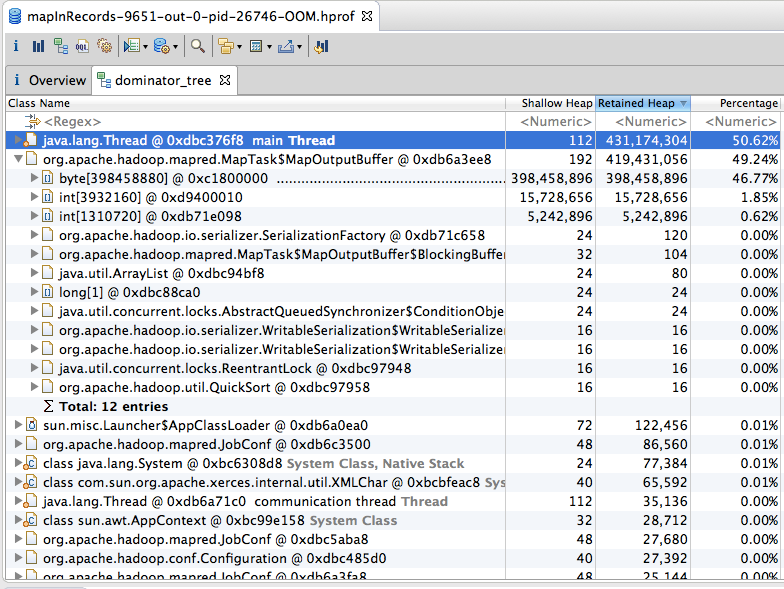 mapInRecords-9651-out-0-pid-26746-OOM.hprof
i OQL
i Overview dominator_tree
Class Name Shallow Heap Retained Heap Percentage
<Regex> <Numeric> <Numeric> <Numeric>
java.lang.Thread @ 0xdbc376f8 main Thread 112 431,174,304 50.62%
org.apache.hadoop.mapred.MapTask$MapOutputBuffer @ 0xdb6a3ee8 192 419,431,056 49.24%
byte[398458880] @ 0xc1800000 ................................................... 398,458,896 398,458,896 46.77%
int[3932160] @ 0xd9400010 15,728,656 15,728,656 1.85%
int[1310720] @ 0xdb71e098 5,242,896 5,242,896 0.62%
org.apache.hadoop.io.serializer.SerializationFactory @ 0xdb71c658 24 120 0.00%
org.apache.hadoop.mapred.MapTask$MapOutputBuffer$BlockingBuffer 32 104 0.00%
java.util.ArrayList @ 0xdbc94bf8 24 80 0.00%
long[1] @ 0xdbc88ca0 24 24 0.00%
java.util.concurrent.locks.AbstractQueuedSynchronizer$ConditionObje 24 24 0.00%
org.apache.hadoop.io.serializer.WritableSerialization$WritableSerializer 16 16 0.00%
org.apache.hadoop.io.serializer.WritableSerialization$WritableSerializer 16 16 0.00%
java.util.concurrent.locks.ReentrantLock @ 0xdbc97948 16 16 0.00%
org.apache.hadoop.util.QuickSort @ 0xdbc97958 16 16 0.00%
Σ Total: 12 entries
sun.misc.Launcher$AppClassLoader @ 0xdb6a0ea0 72 122,456 0.01%
org.apache.hadoop.mapred.JobConf @ 0xdb6c3500 48 86,560 0.01%
class java.lang.System @ 0xbc6308d8 System Class, Native Stack 24 77,384 0.01%
class com.sun.org.apache.xerces.internal.util.XMLChar @ 0xbcbfeac8 Sys 40 65,592 0.01%
java.lang.Thread @ 0xdb6a71c0 communication thread Thread 112 35,136 0.00%
class sun.awt.AppContext @ 0xbc99e158 System Class 32 28,712 0.00%
org.apache.hadoop.mapred.JobConf @ 0xdbc5aba8 48 27,680 0.00%
org.apache.hadoop.conf.Configuration @ 0xdbc485d0 40 27,392 0.00%
org.apache.hadoop.mapred.JobConf @ 0xdb6a3fa8 48 25,144 0.00%